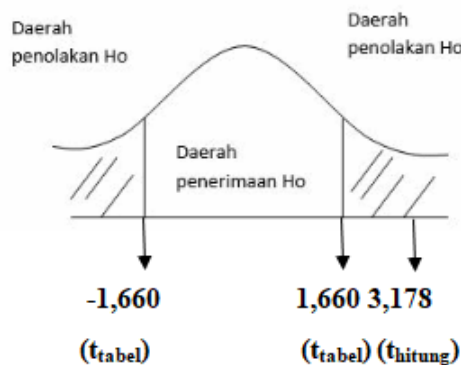 Daerah
penolakan Ho
Daerah
penolakan Ho
Daerah
penerimaan Ho
-1,660
1,660 3,178
(ttabel)
(ttabel) (thitung)